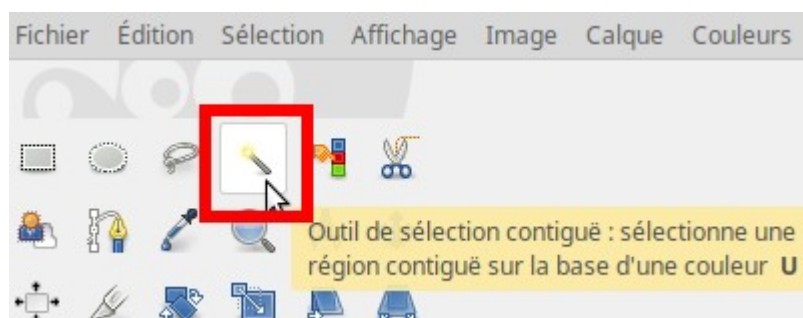 Fichier Édition Sélection Affichage Image Calque Couleurs
Outil de sélection contiguë : sélectionne une
région contiguë sur la base d'une couleur U